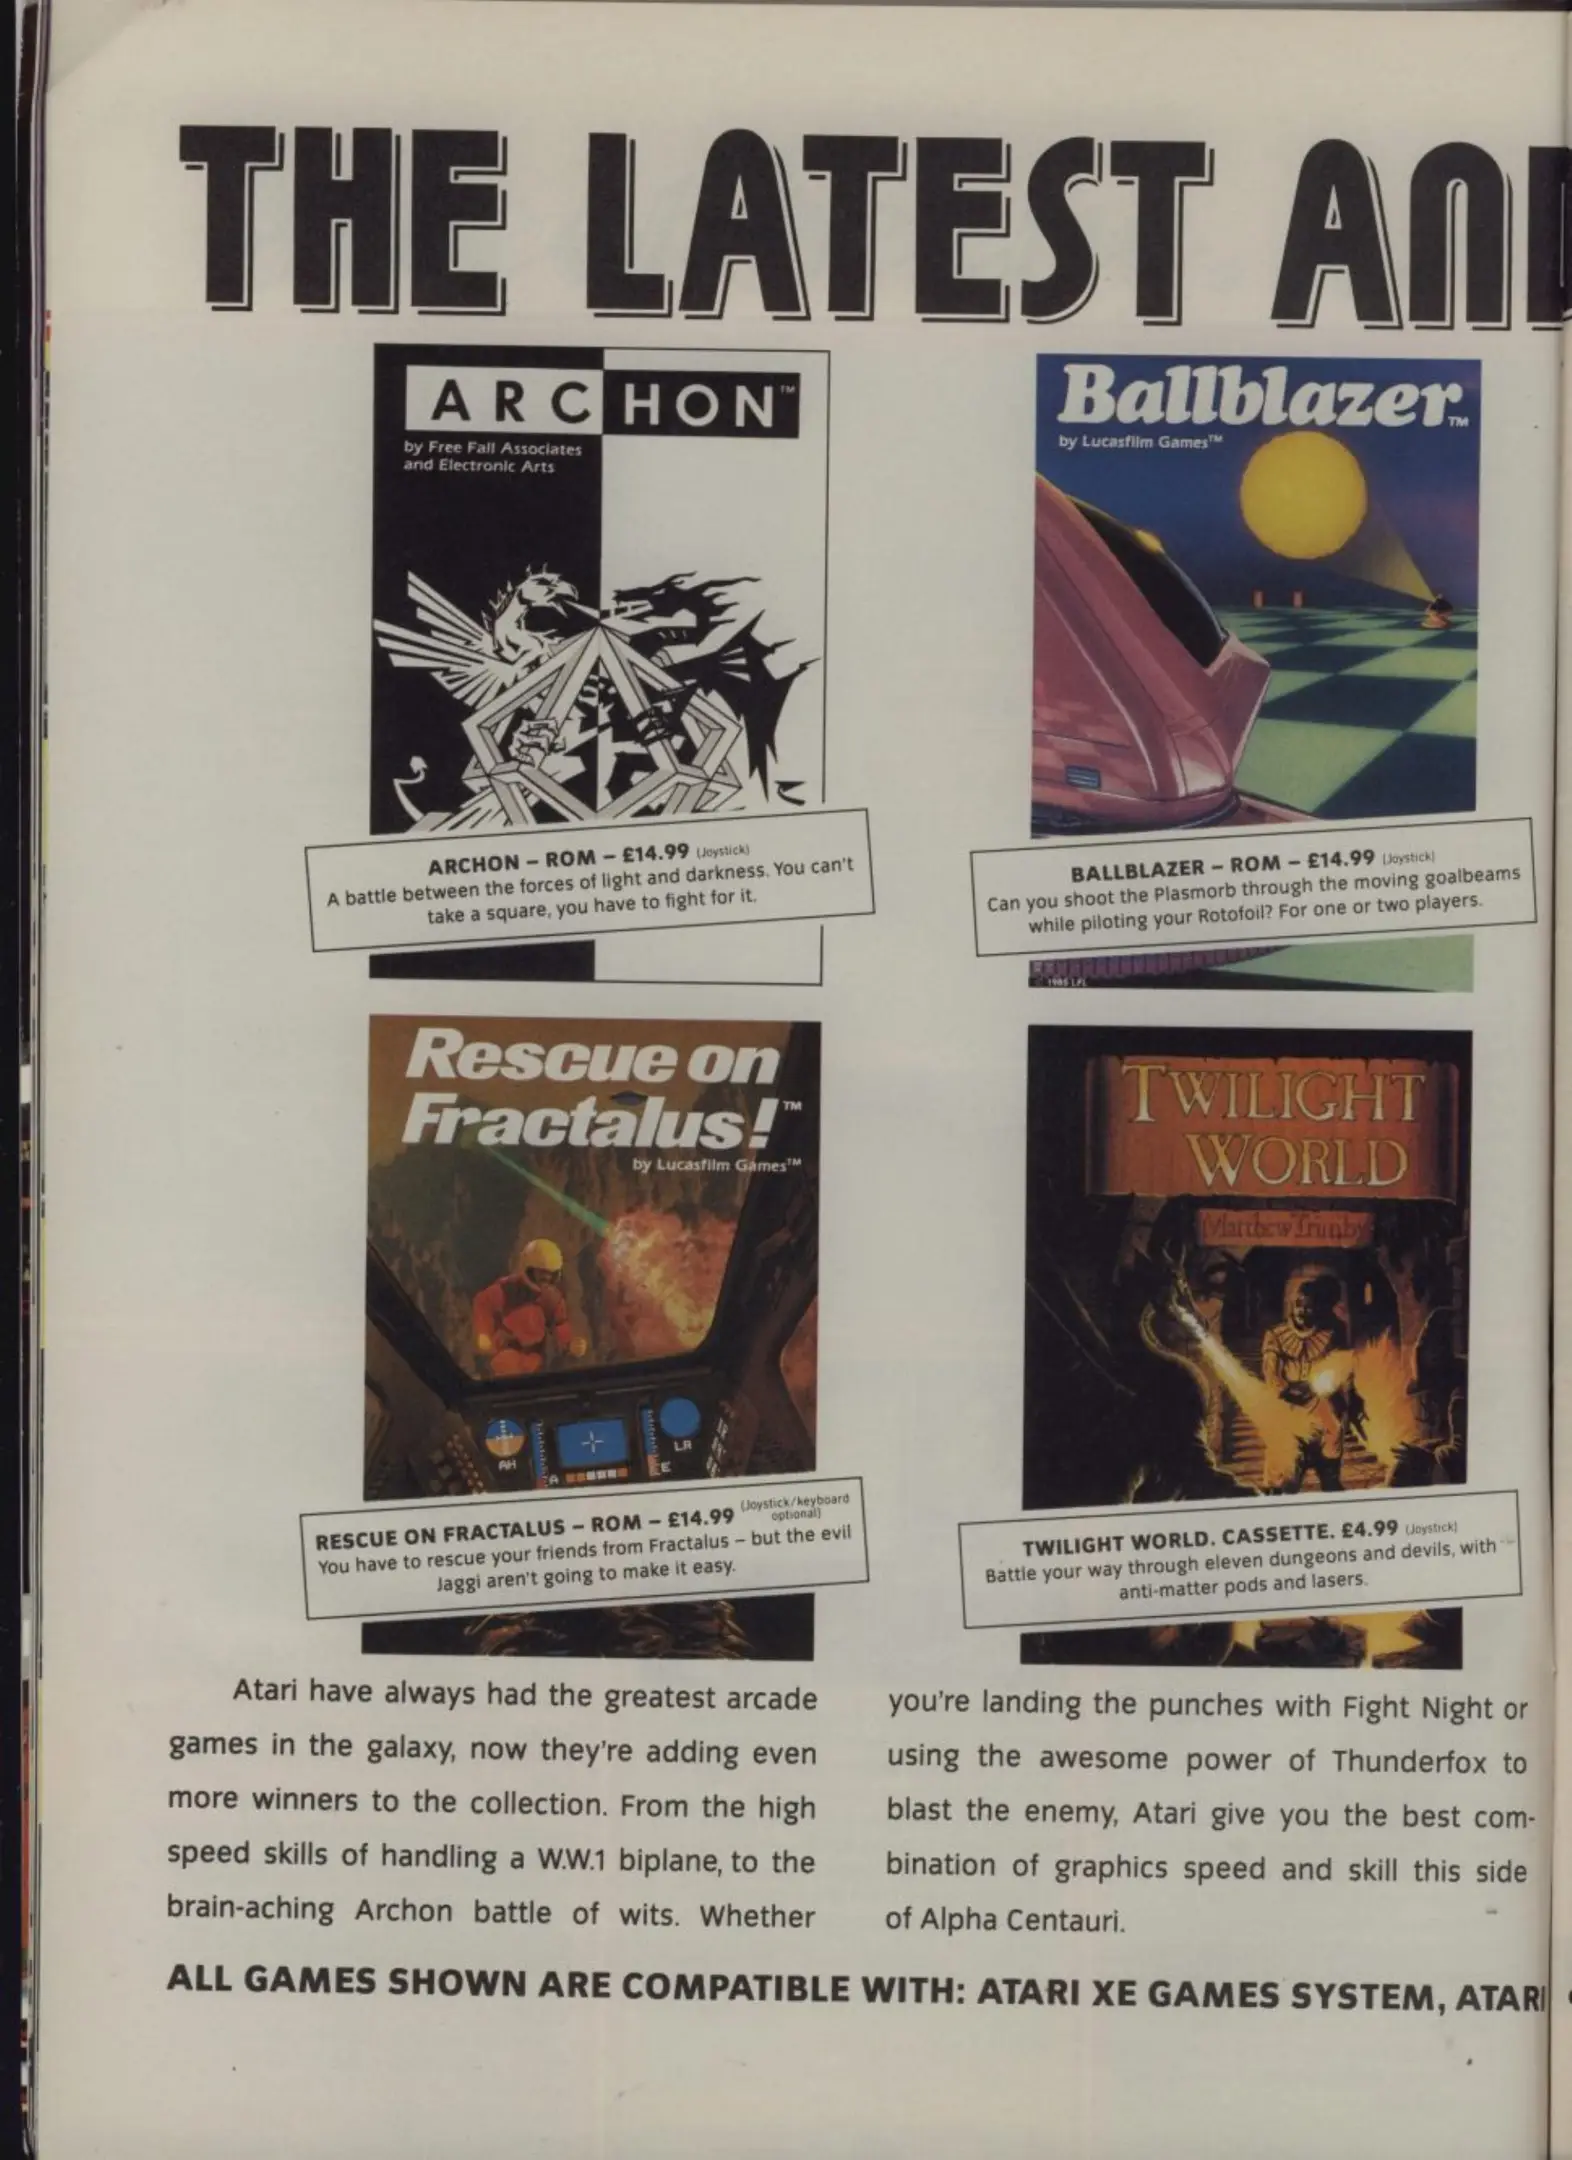 THE LATEST AND
ARCHON™
by Free Fall Associates
and Electronic Arts
ARCHON – ROM – £14.99 (Joystick)
A battle between the forces of light and darkness. You can't
take a square, you have to fight for it.
Ballblazer™
by Lucasfilm Games™
BALLBLAZER – ROM – £14.99 (Joystick)
Can you shoot the Plasmorb through the moving goalbeams
while piloting your Rotofoil? For one or two players.
1985 LFL
Rescue on
Fractalus!™
by Lucasfilm Games™
AH
A
E
LR
RESCUE ON FRACTALUS – ROM – £14.99 (Joystick/keyboard
optional)
You have to rescue your friends from Fractalus – but the evil
Jaggi aren't going to make it easy.
TWILIGHT
WORLD
Matthew Trimby
TWILIGHT WORLD. CASSETTE. £4.99 (Joystick)
Battle your way through eleven dungeons and devils, with
anti-matter pods and lasers.
Atari have always had the greatest arcade
games in the galaxy, now they're adding even
more winners to the collection. From the high
speed skills of handling a W.W.1 biplane, to the
brain-aching Archon battle of wits. Whether
you're landing the punches with Fight Night or
using the awesome power of Thunderfox to
blast the enemy, Atari give you the best com-
bination of graphics speed and skill this side
of Alpha Centauri.
ALL GAMES SHOWN ARE COMPATIBLE WITH: ATARI XE GAMES SYSTEM, ATARI